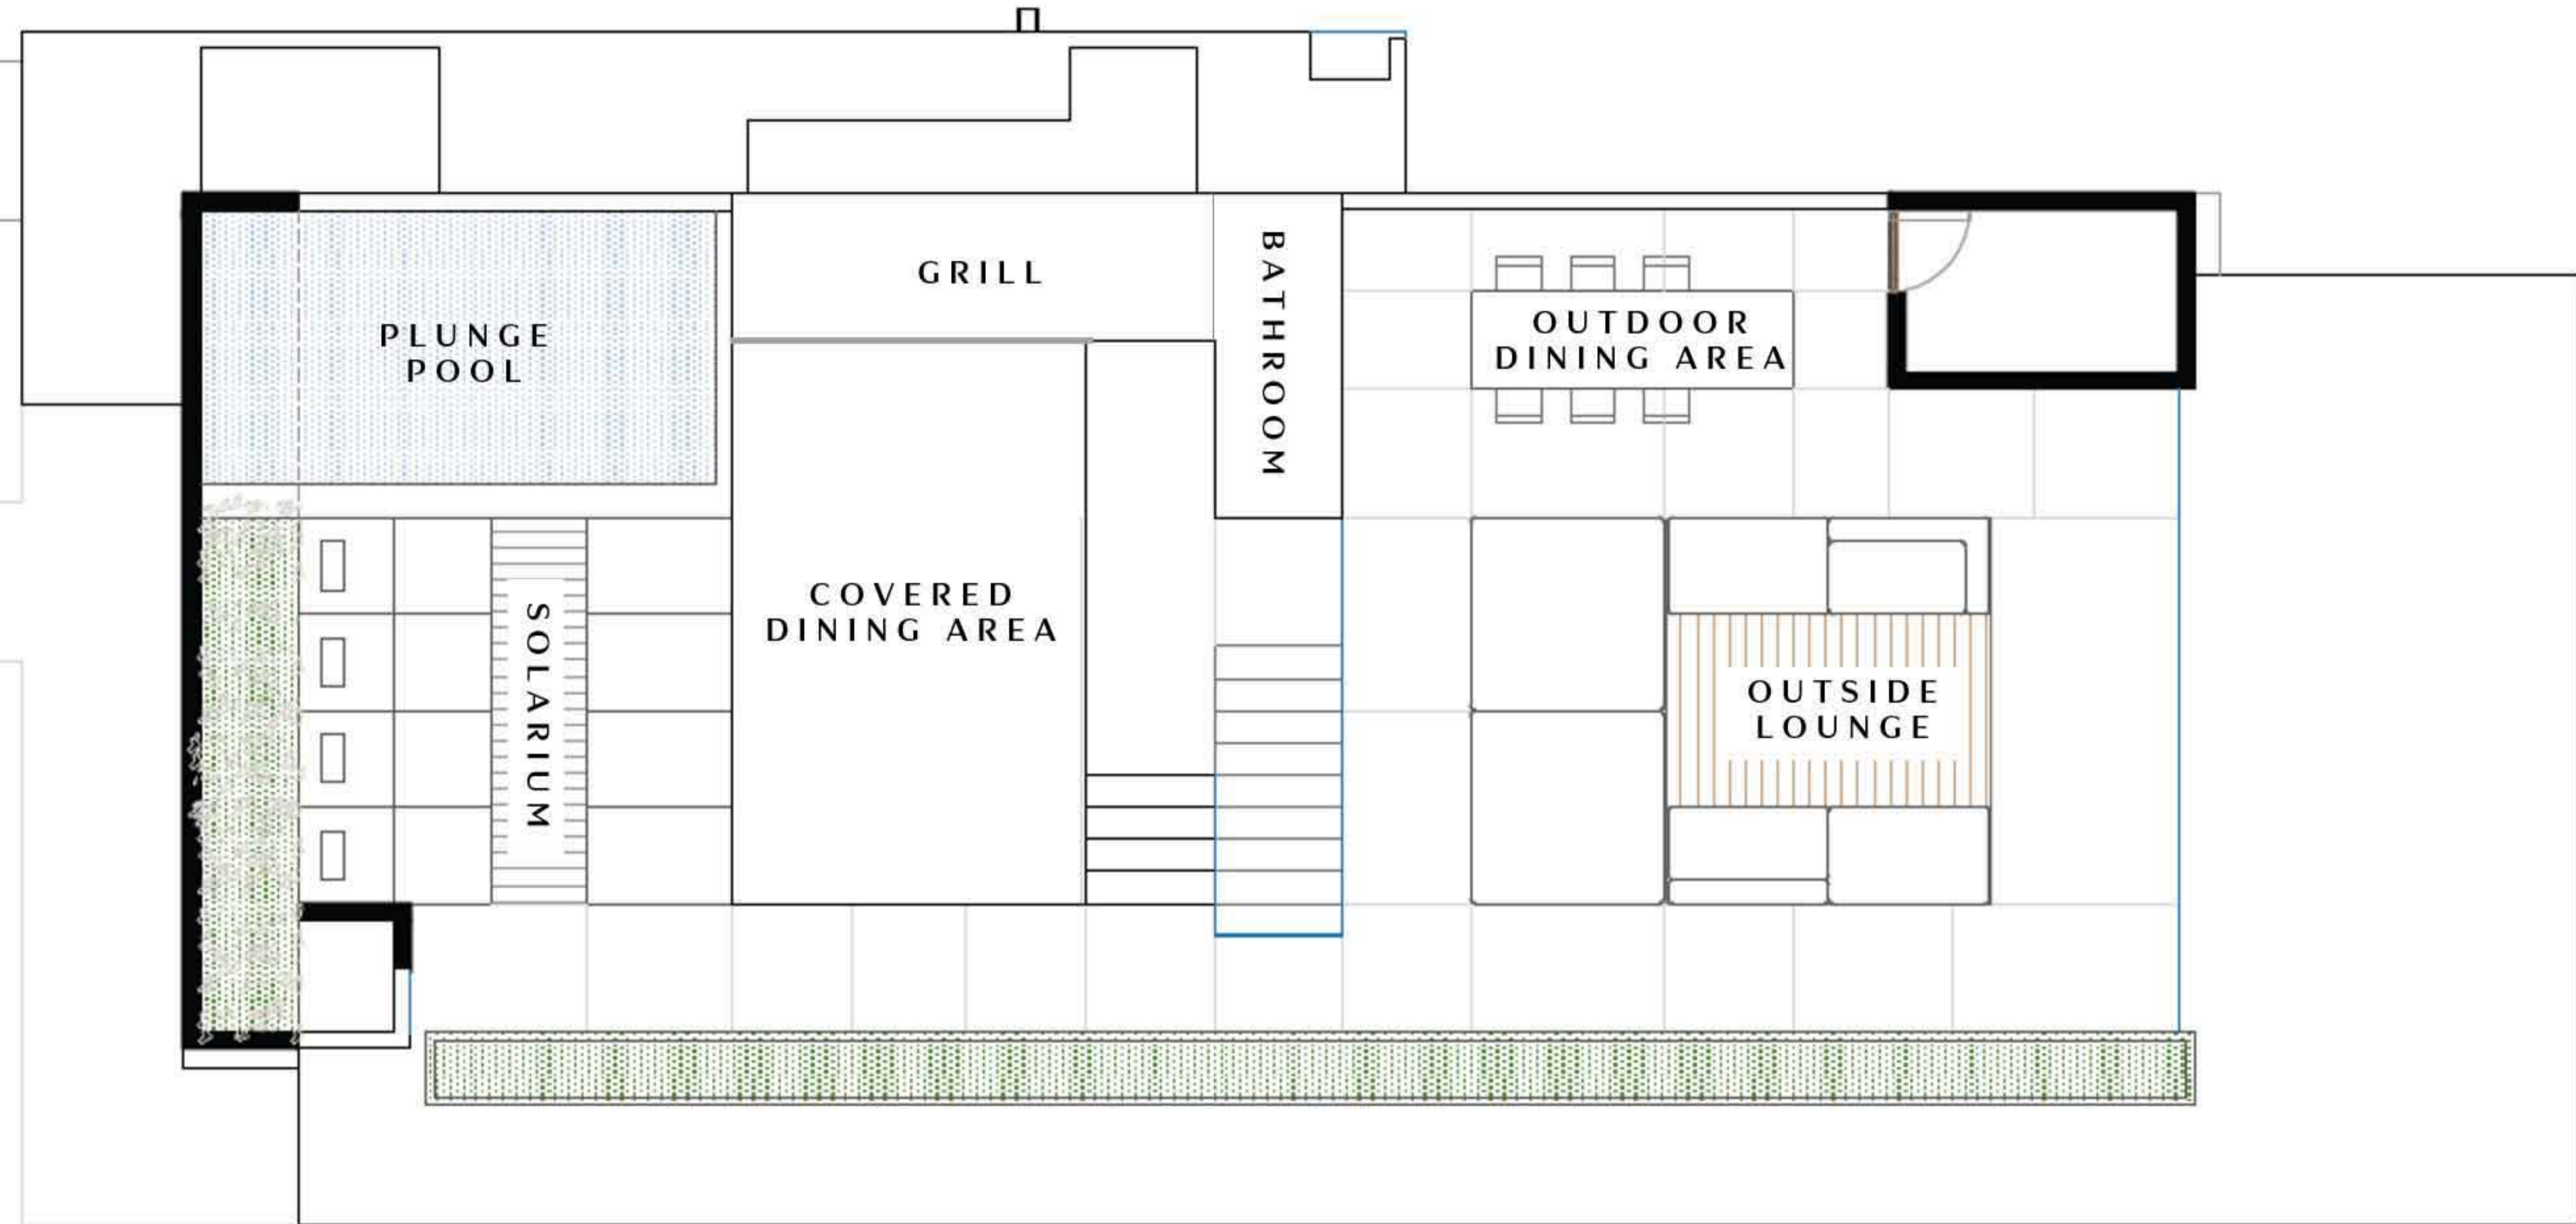 PLUNGE
POOL
GRILL
BATHROOM
OUTDOOR
DINING AREA
COVERED
DINING AREA
SOLARIUM
OUTSIDE
LOUNGE